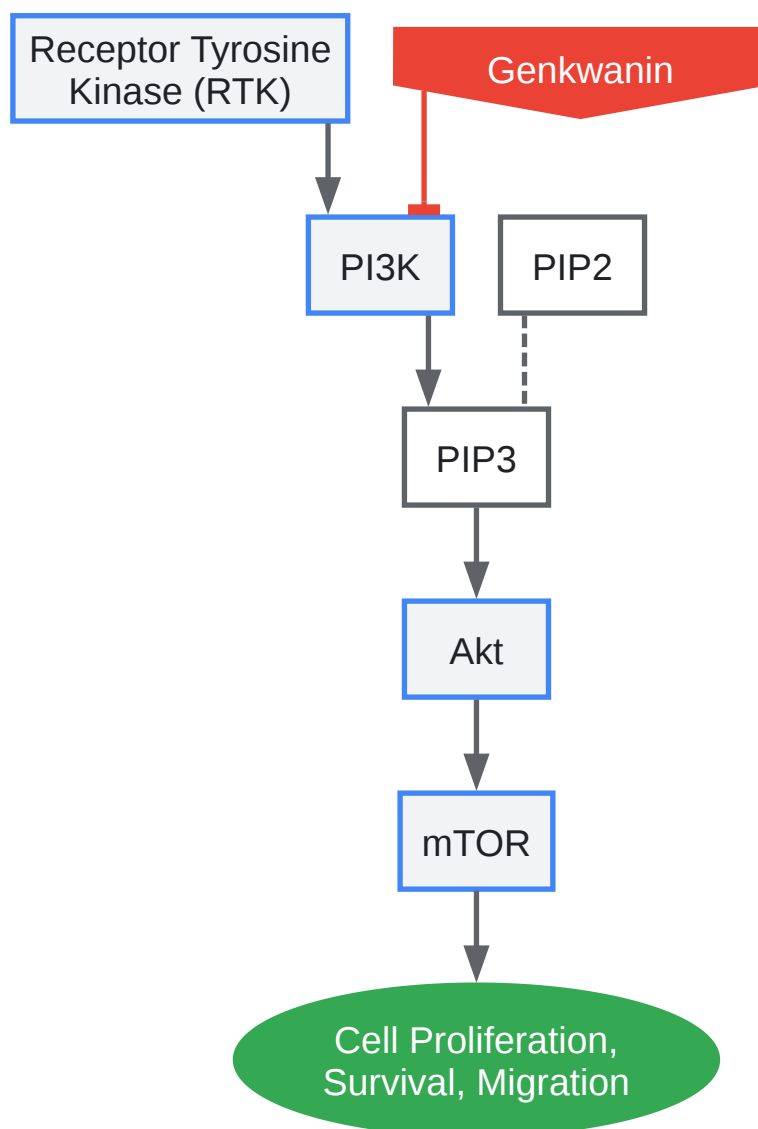 Receptor Tyrosine
Kinase (RTK)
Genkwanin
PI3K
PIP2
PIP3
Akt
mTOR
Cell Proliferation,
Survival, Migration